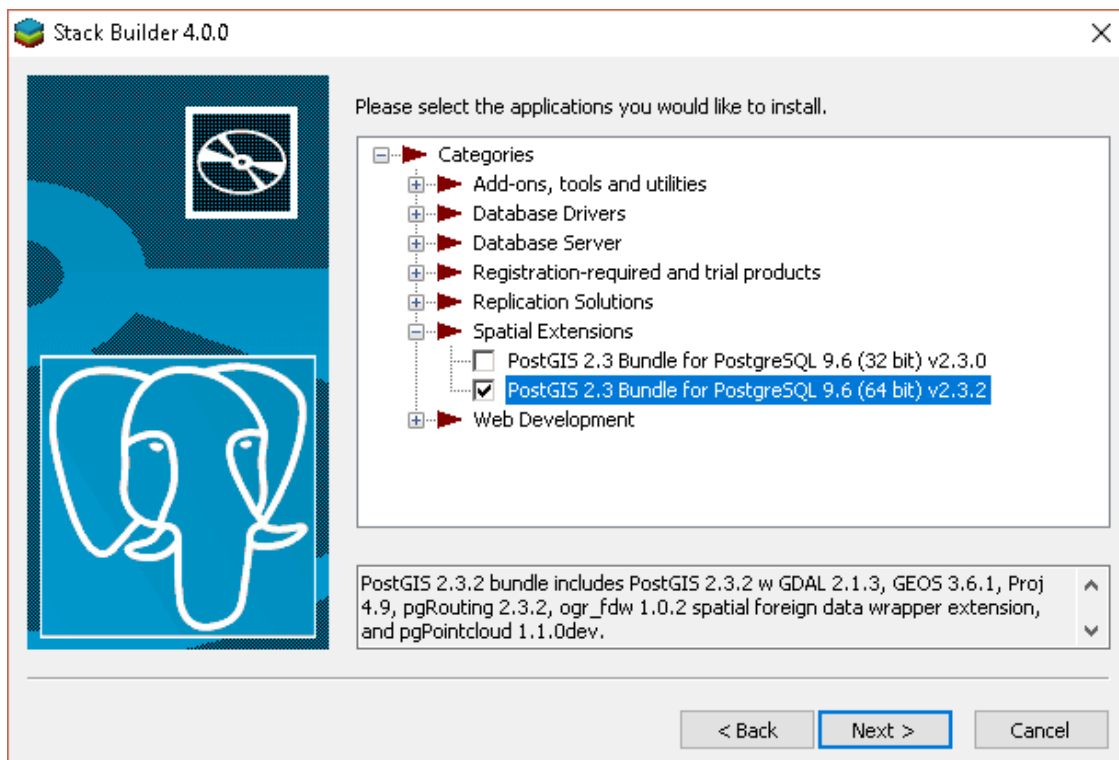 Stack Builder 4.0.0
Please select the applications you would like to install.
Categories
Add-ons, tools and utilities
Database Drivers
Database Server
Registration-required and trial products
Replication Solutions
Spatial Extensions
PostGIS 2.3 Bundle for PostgreSQL 9.6 (32 bit) v2.3.0
PostGIS 2.3 Bundle for PostgreSQL 9.6 (64 bit) v2.3.2
Web Development
PostGIS 2.3.2 bundle includes PostGIS 2.3.2 w GDAL 2.1.3, GEOS 3.6.1, Proj
4.9, pgRouting 2.3.2, ogr_fdw 1.0.2 spatial foreign data wrapper extension,
and pgPointcloud 1.1.0dev.
< Back
Next >
Cancel